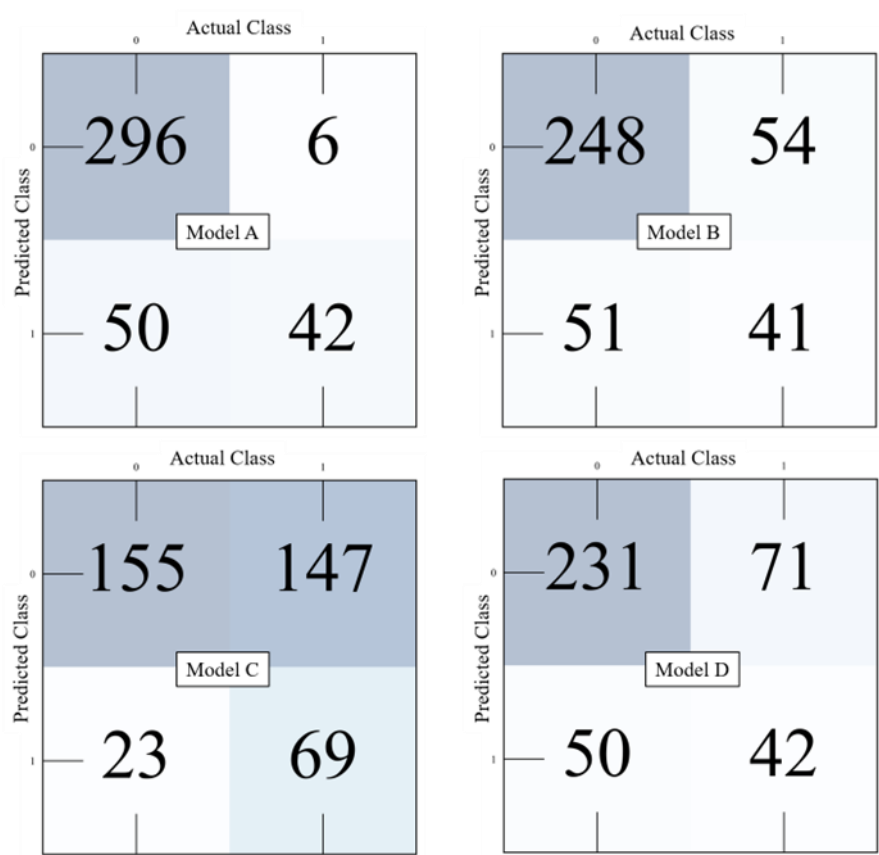 Actual Class
0 1
Predicted Class
0 296 6
Model A
1 50 42
Actual Class
0 1
Predicted Class
0 248 54
Model B
1 51 41
Actual Class
0 1
Predicted Class
0 155 147
Model C
1 23 69
Actual Class
0 1
Predicted Class
0 231 71
Model D
1 50 42